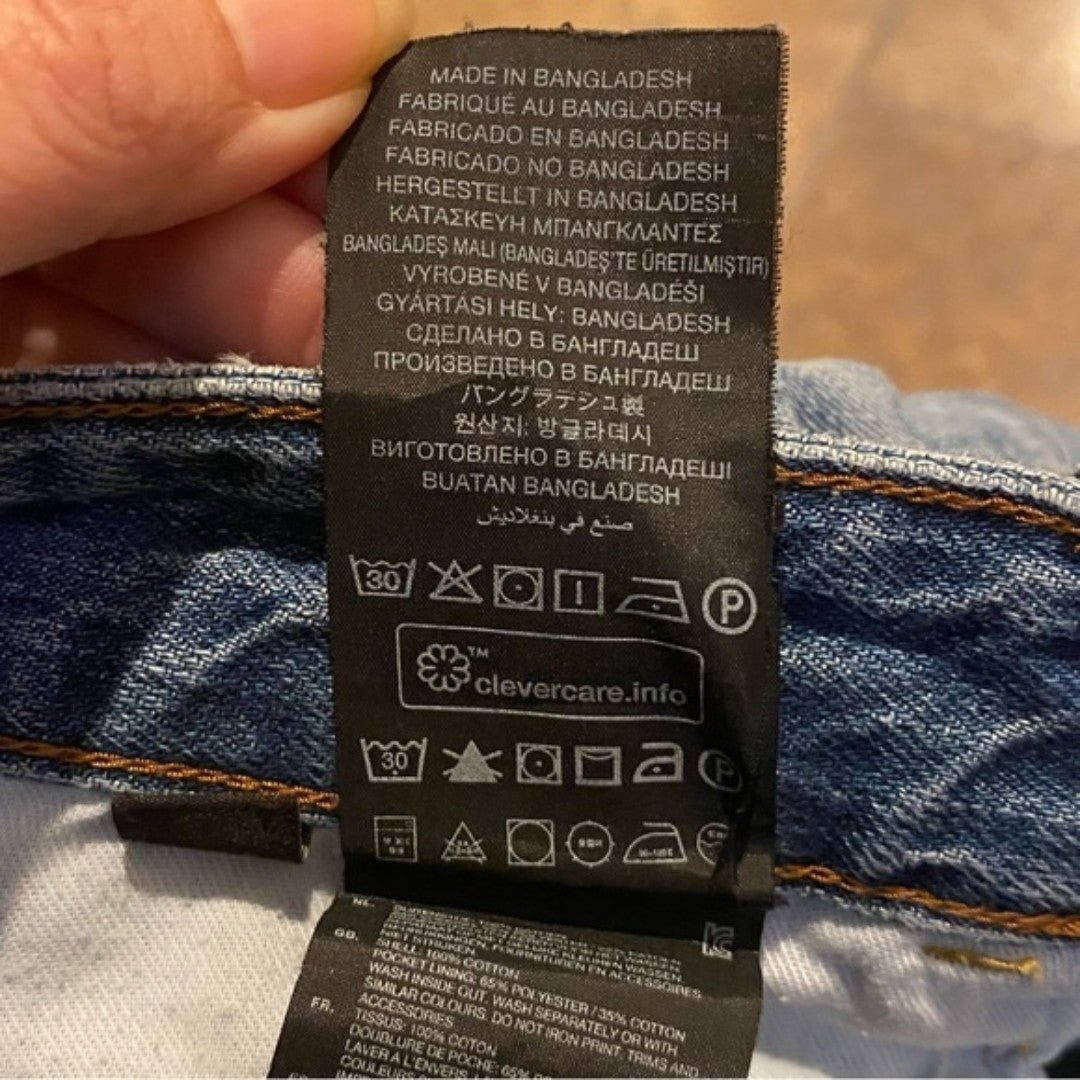 MADE IN BANGLADESH
FABRIQUÉ AU BANGLADESH
FABRICADO EN BANGLADESH
FABRICADO NO BANGLADESH
HERGESTELLT IN BANGLADESH
ΚΑΤΑΣΚΕΥΗ ΜΠΑΝΓΚΛΑΝΤΕΣ
BANGLADEŞ MALI (BANGLADEŞ'TE ÜRETILMIŞTIR)
VYROBENÉ V BANGLADÉŠI
GYÁRTÁSI HELY: BANGLADESH
СДЕЛАНО В БАНГЛАДЕШ
ПРОИЗВЕДЕНО В БАНГЛАДЕШ
バングラデシュ製
원산지: 방글라데시
ВИГОТОВЛЕНО В БАНГЛАДЕШІ
BUATAN BANGLADESH
صنع في بنغلاديش
30 P
™
clevercare.info
30 P
NL.
FLESSENWARREN
GB. SHELL: 100% COTTON
POCKET LINING: 65% POLYESTER / 35% COTTON
WASH INSIDE OUT. WASH SEPARATELY OR WITH
SIMILAR COLOURS. DO NOT IRON PRINT, TRIMS AND
ACCESSORIES
FR. TISSUS: 100% COTON
DOUBLURE DE POCHE: 65%
LAVER A L'ENVERS.